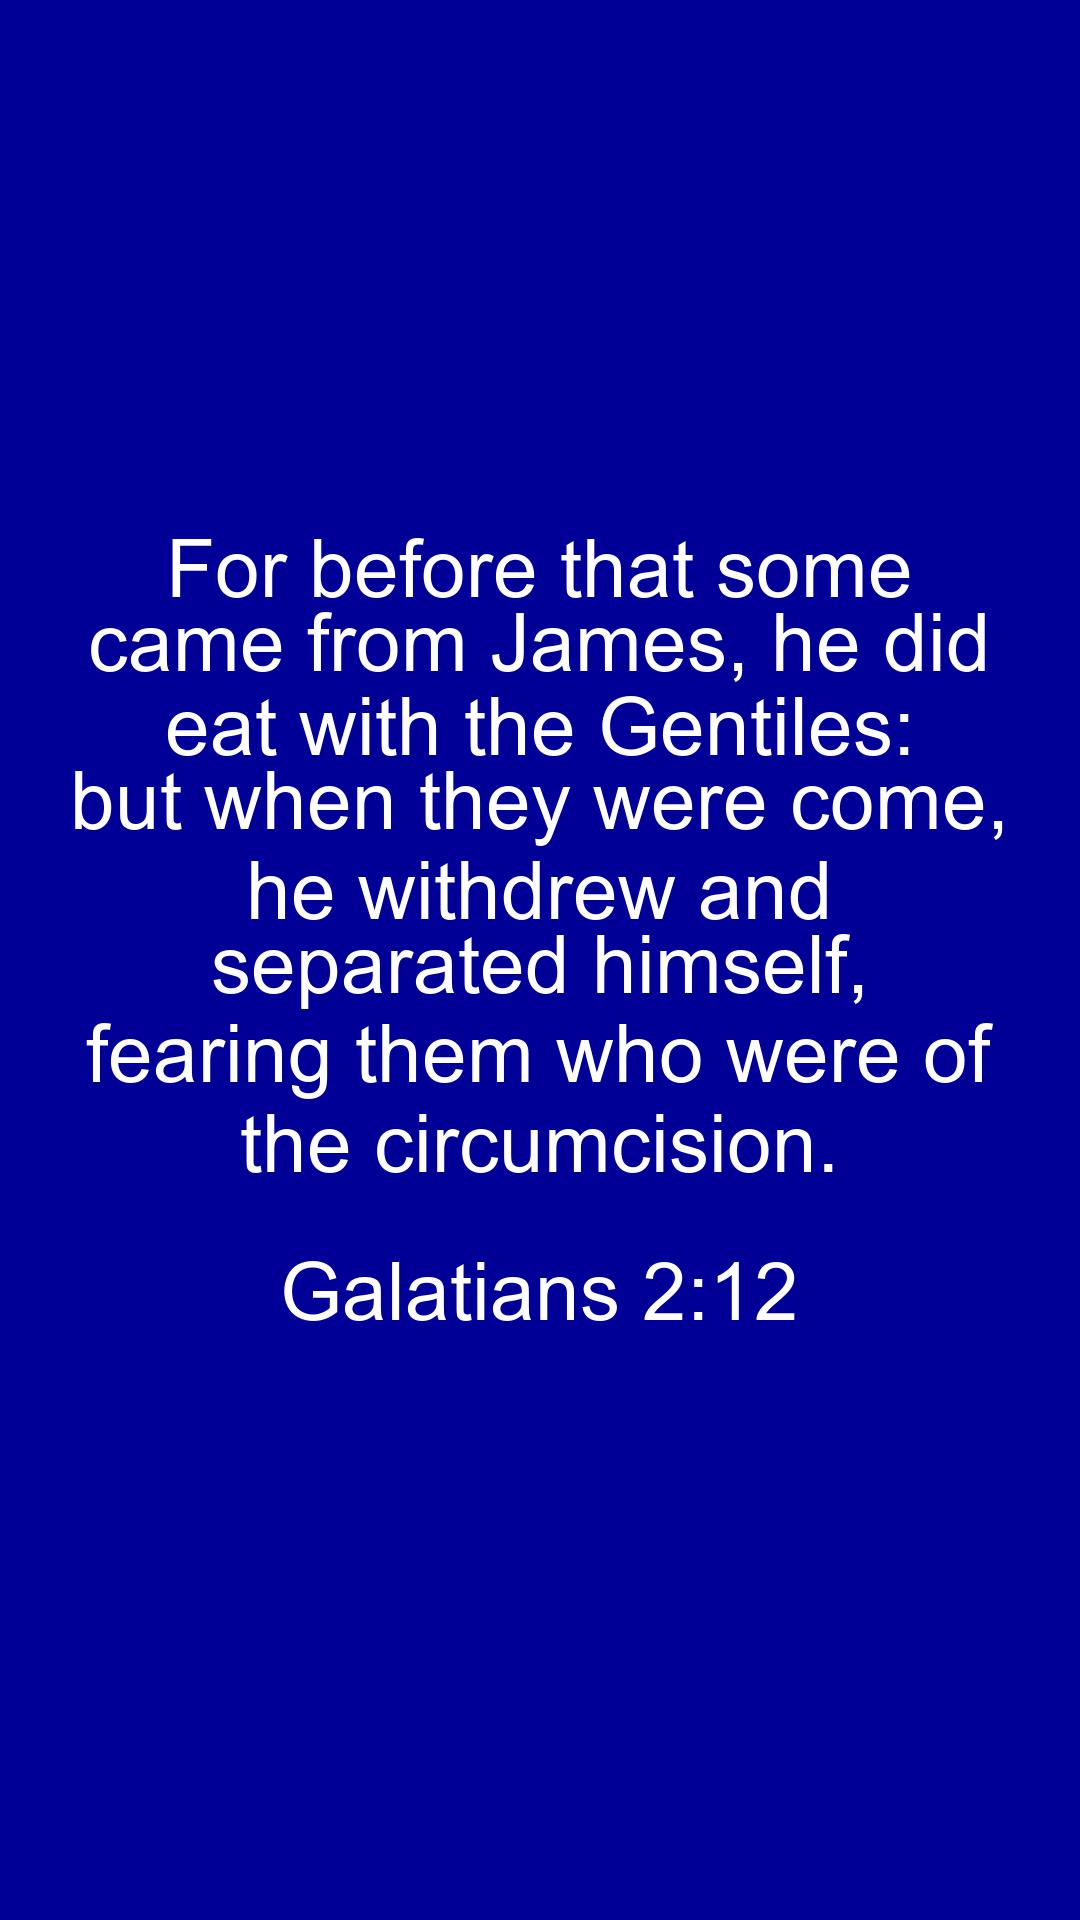 For before that some
came from James, he did
eat with the Gentiles:
but when they were come,
he withdrew and
separated himself,
fearing them who were of
the circumcision.
Galatians 2:12